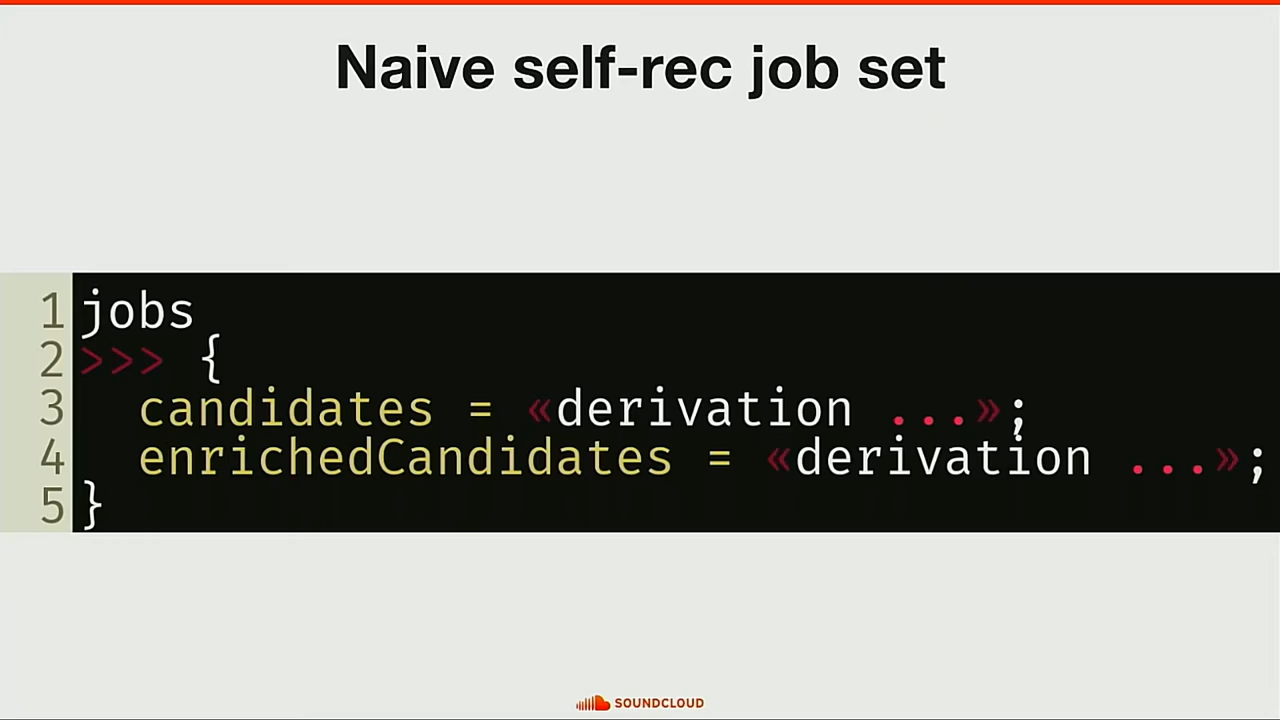 Naive self-rec job set
1 jobs
2 >>> {
3   candidates = «derivation ...»;
4   enrichedCandidates = «derivation ...»;
5 }
SOUNDCLOUD